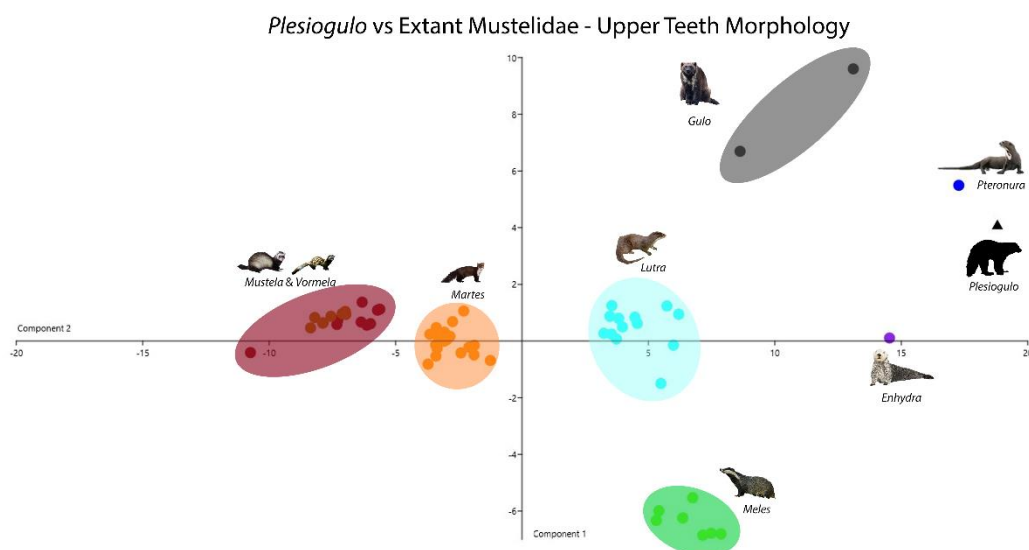 Plesiogulo vs Extant Mustelidae - Upper Teeth Morphology
10
Gulo
8
6
Pteronura
4
Mustela & Vormela
Martes
Lutra
Plesiogulo
2
Component 2
-20
-15
-10
-5
5
10
15
20
Enhydra
-2
-4
Meles
-6
Component 1